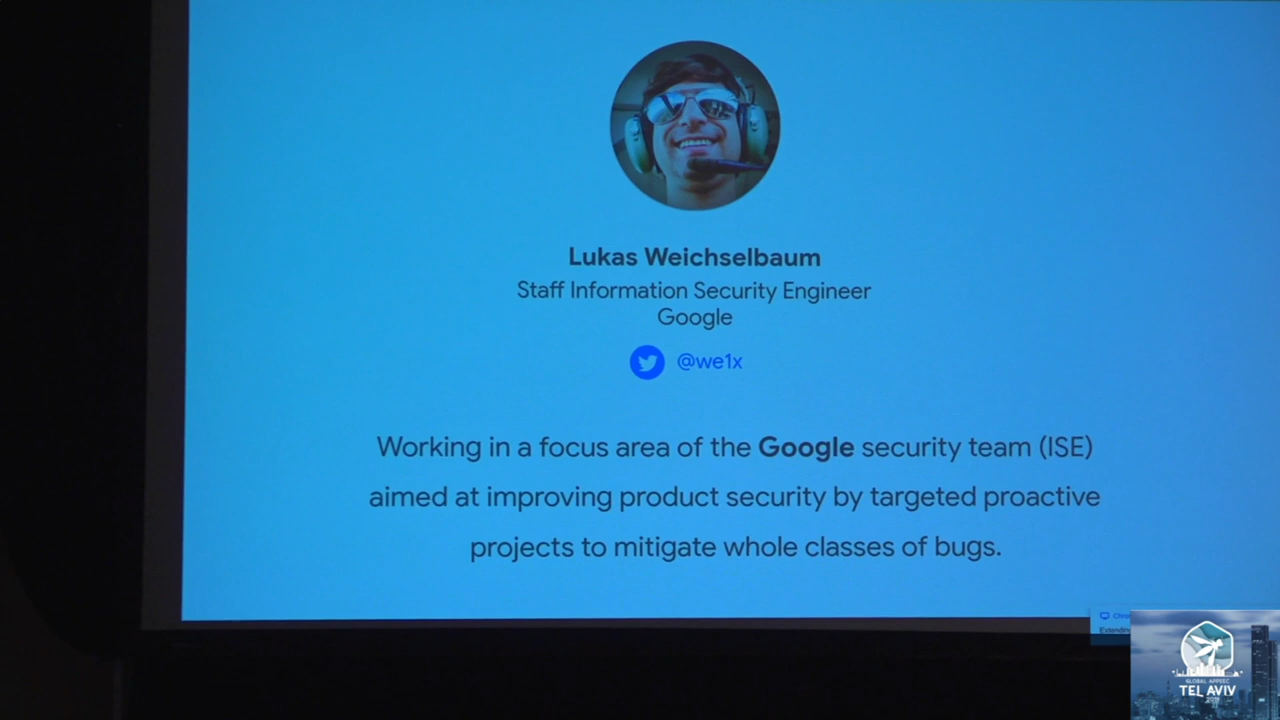 Lukas Weichselbaum
Staff Information Security Engineer
Google
@we1x
Working in a focus area of the Google security team (ISE)
aimed at improving product security by targeted proactive
projects to mitigate whole classes of bugs.
GLOBAL APPSEC
TEL AVIV